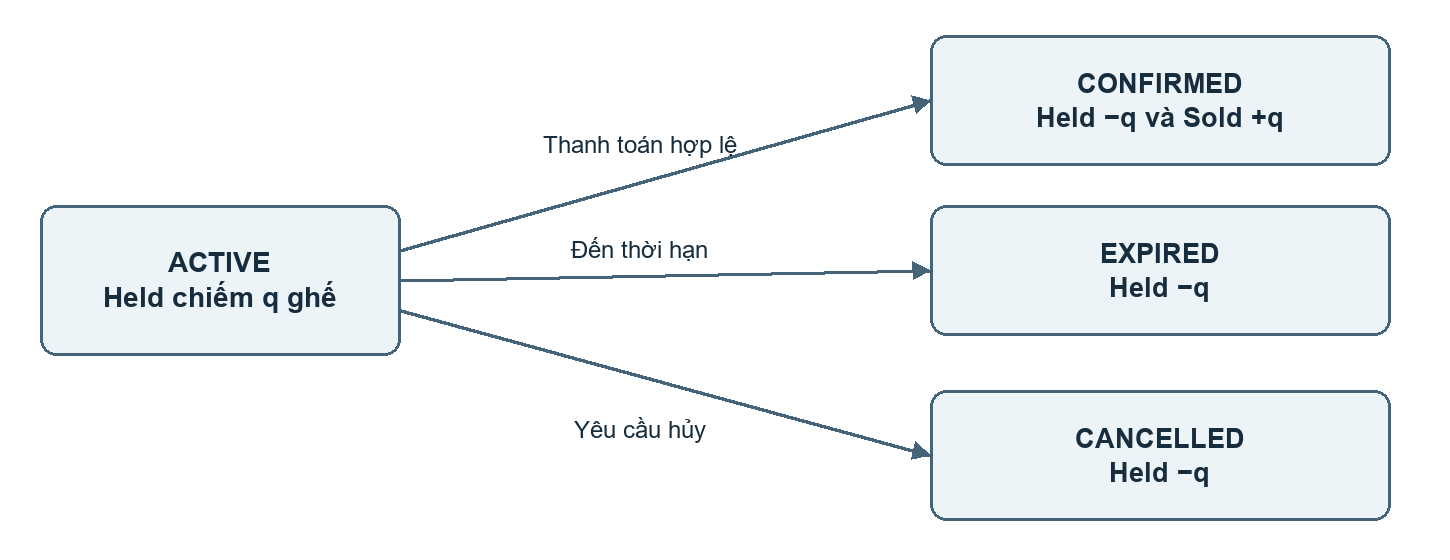 ACTIVE
Held chiếm q ghế
Thanh toán hợp lệ
Đến thời hạn
Yêu cầu hủy
CONFIRMED
Held −q và Sold +q
EXPIRED
Held −q
CANCELLED
Held −q